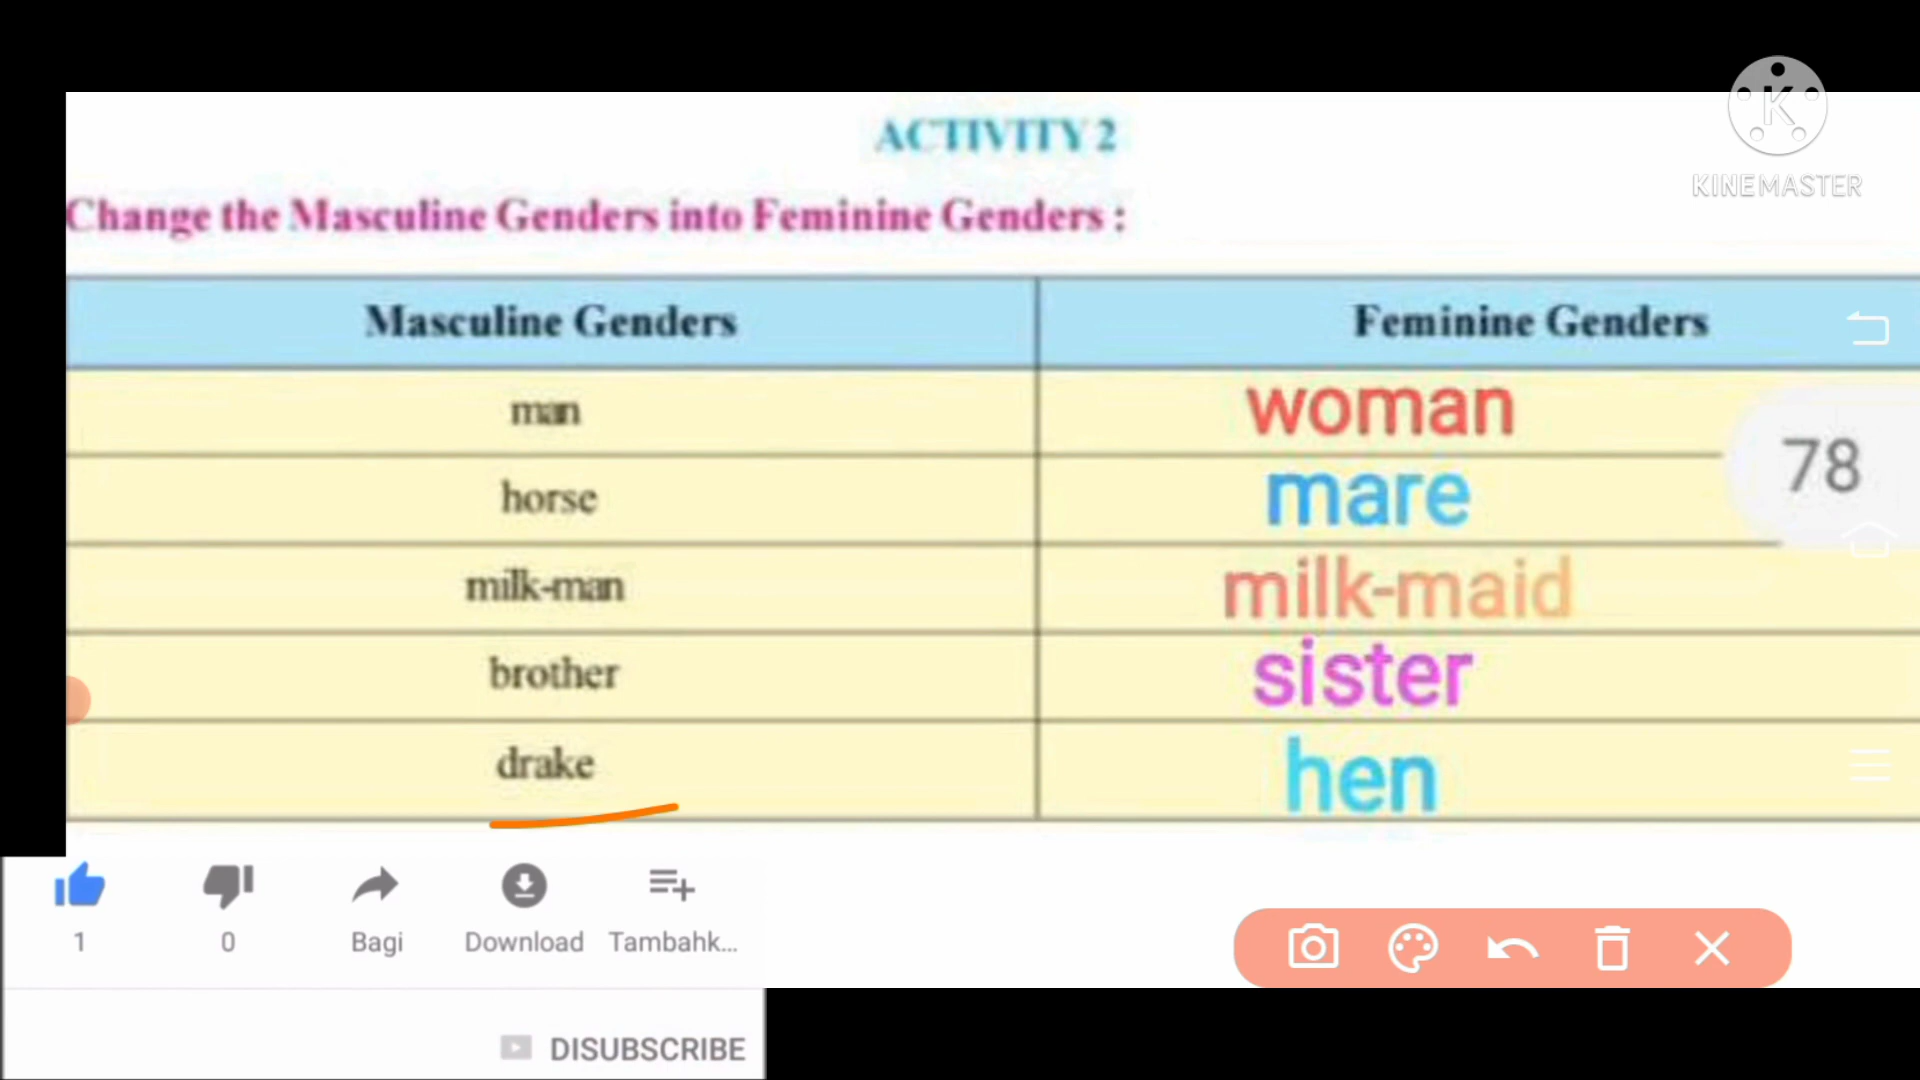 K
KINEMASTER
ACTIVITY 2
Change the Masculine Genders into Feminine Genders :
Masculine Genders Feminine Genders
man woman
horse mare
78
milk-man milk-maid
brother sister
drake hen
1 0 Bagi Download Tambahk...
DISUBSCRIBE